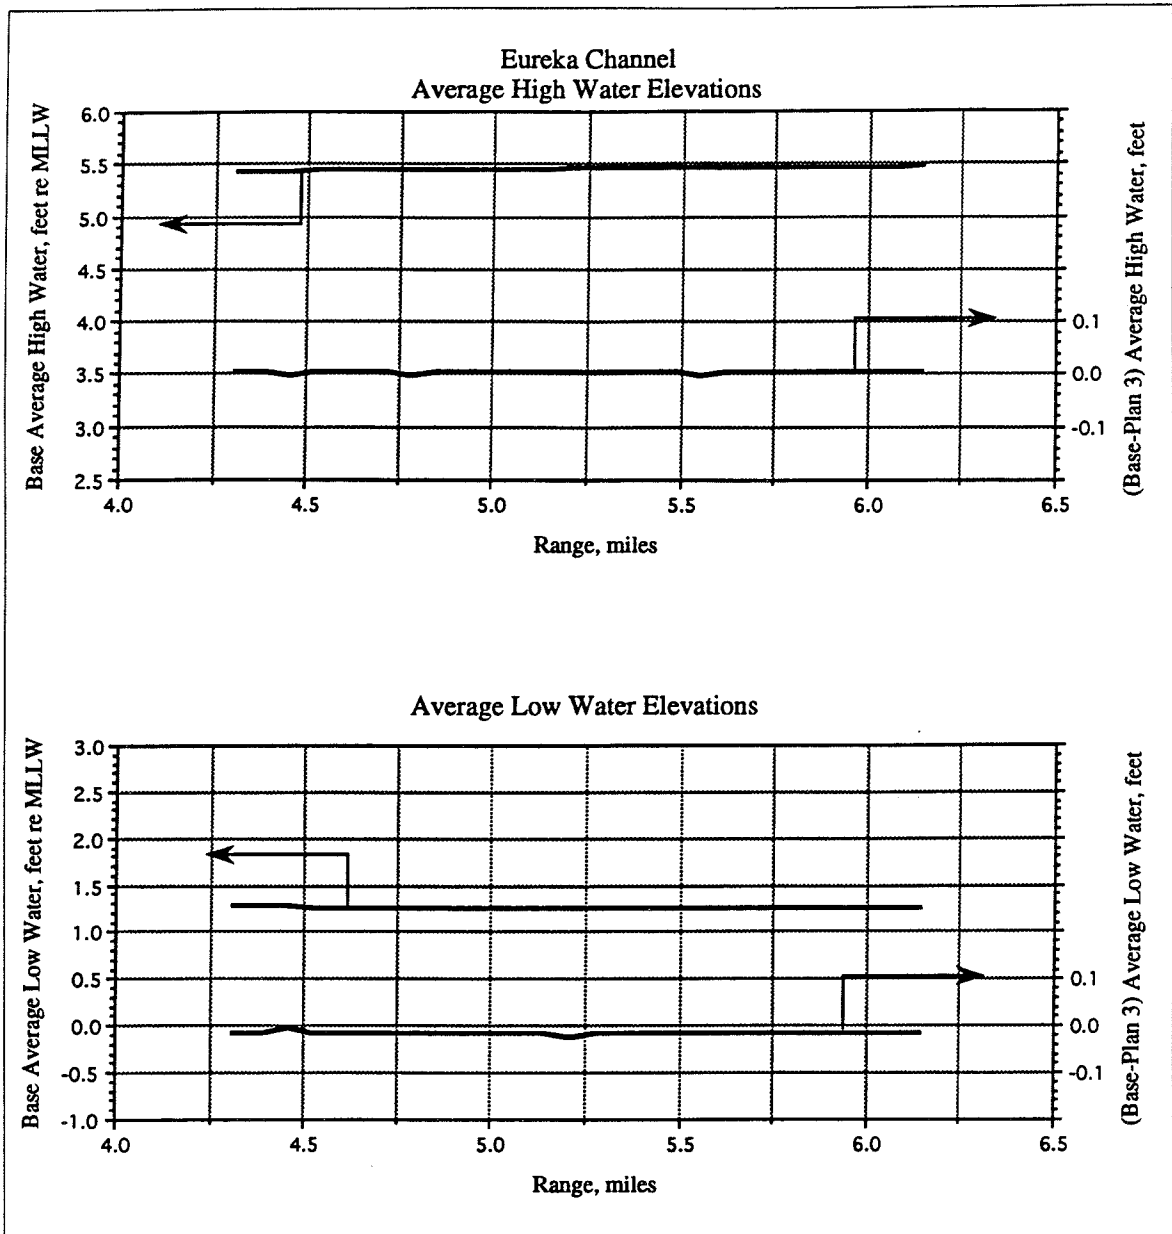 Eureka Channel
Average High Water Elevations
Base Average High Water, feet re MLLW
6.0
5.5
5.0
4.5
4.0
3.5
3.0
2.5
0.1
0.0
-0.1
(Base-Plan 3) Average High Water, feet
4.0 4.5 5.0 5.5 6.0 6.5
Range, miles
Average Low Water Elevations
Base Average Low Water, feet re MLLW
3.0
2.5
2.0
1.5
1.0
0.5
0.0
-0.5
-1.0
0.1
0.0
-0.1
(Base-Plan 3) Average Low Water, feet
4.0 4.5 5.0 5.5 6.0 6.5
Range, miles